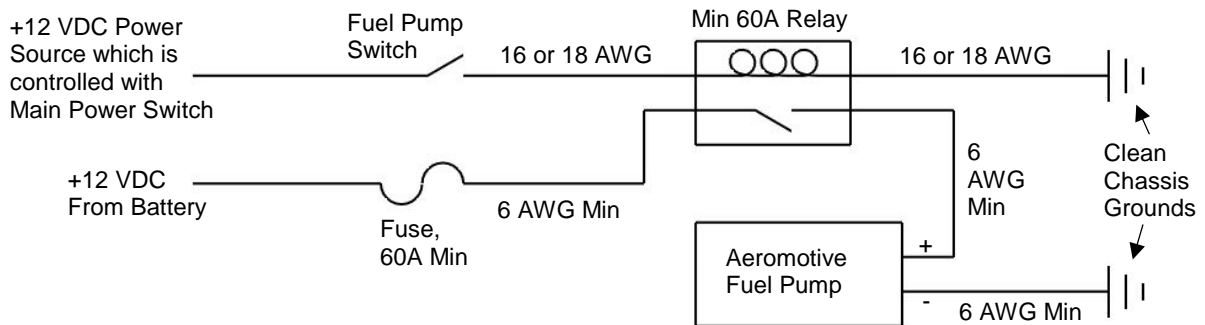 +12 VDC Power
Source which is
controlled with
Main Power Switch
Fuel Pump
Switch
16 or 18 AWG
Min 60A Relay
16 or 18 AWG
+12 VDC
From Battery
Fuse,
60A Min
6 AWG Min
6
AWG
Min
Clean
Chassis
Grounds
Aeromotive
Fuel Pump
+
-
6 AWG Min